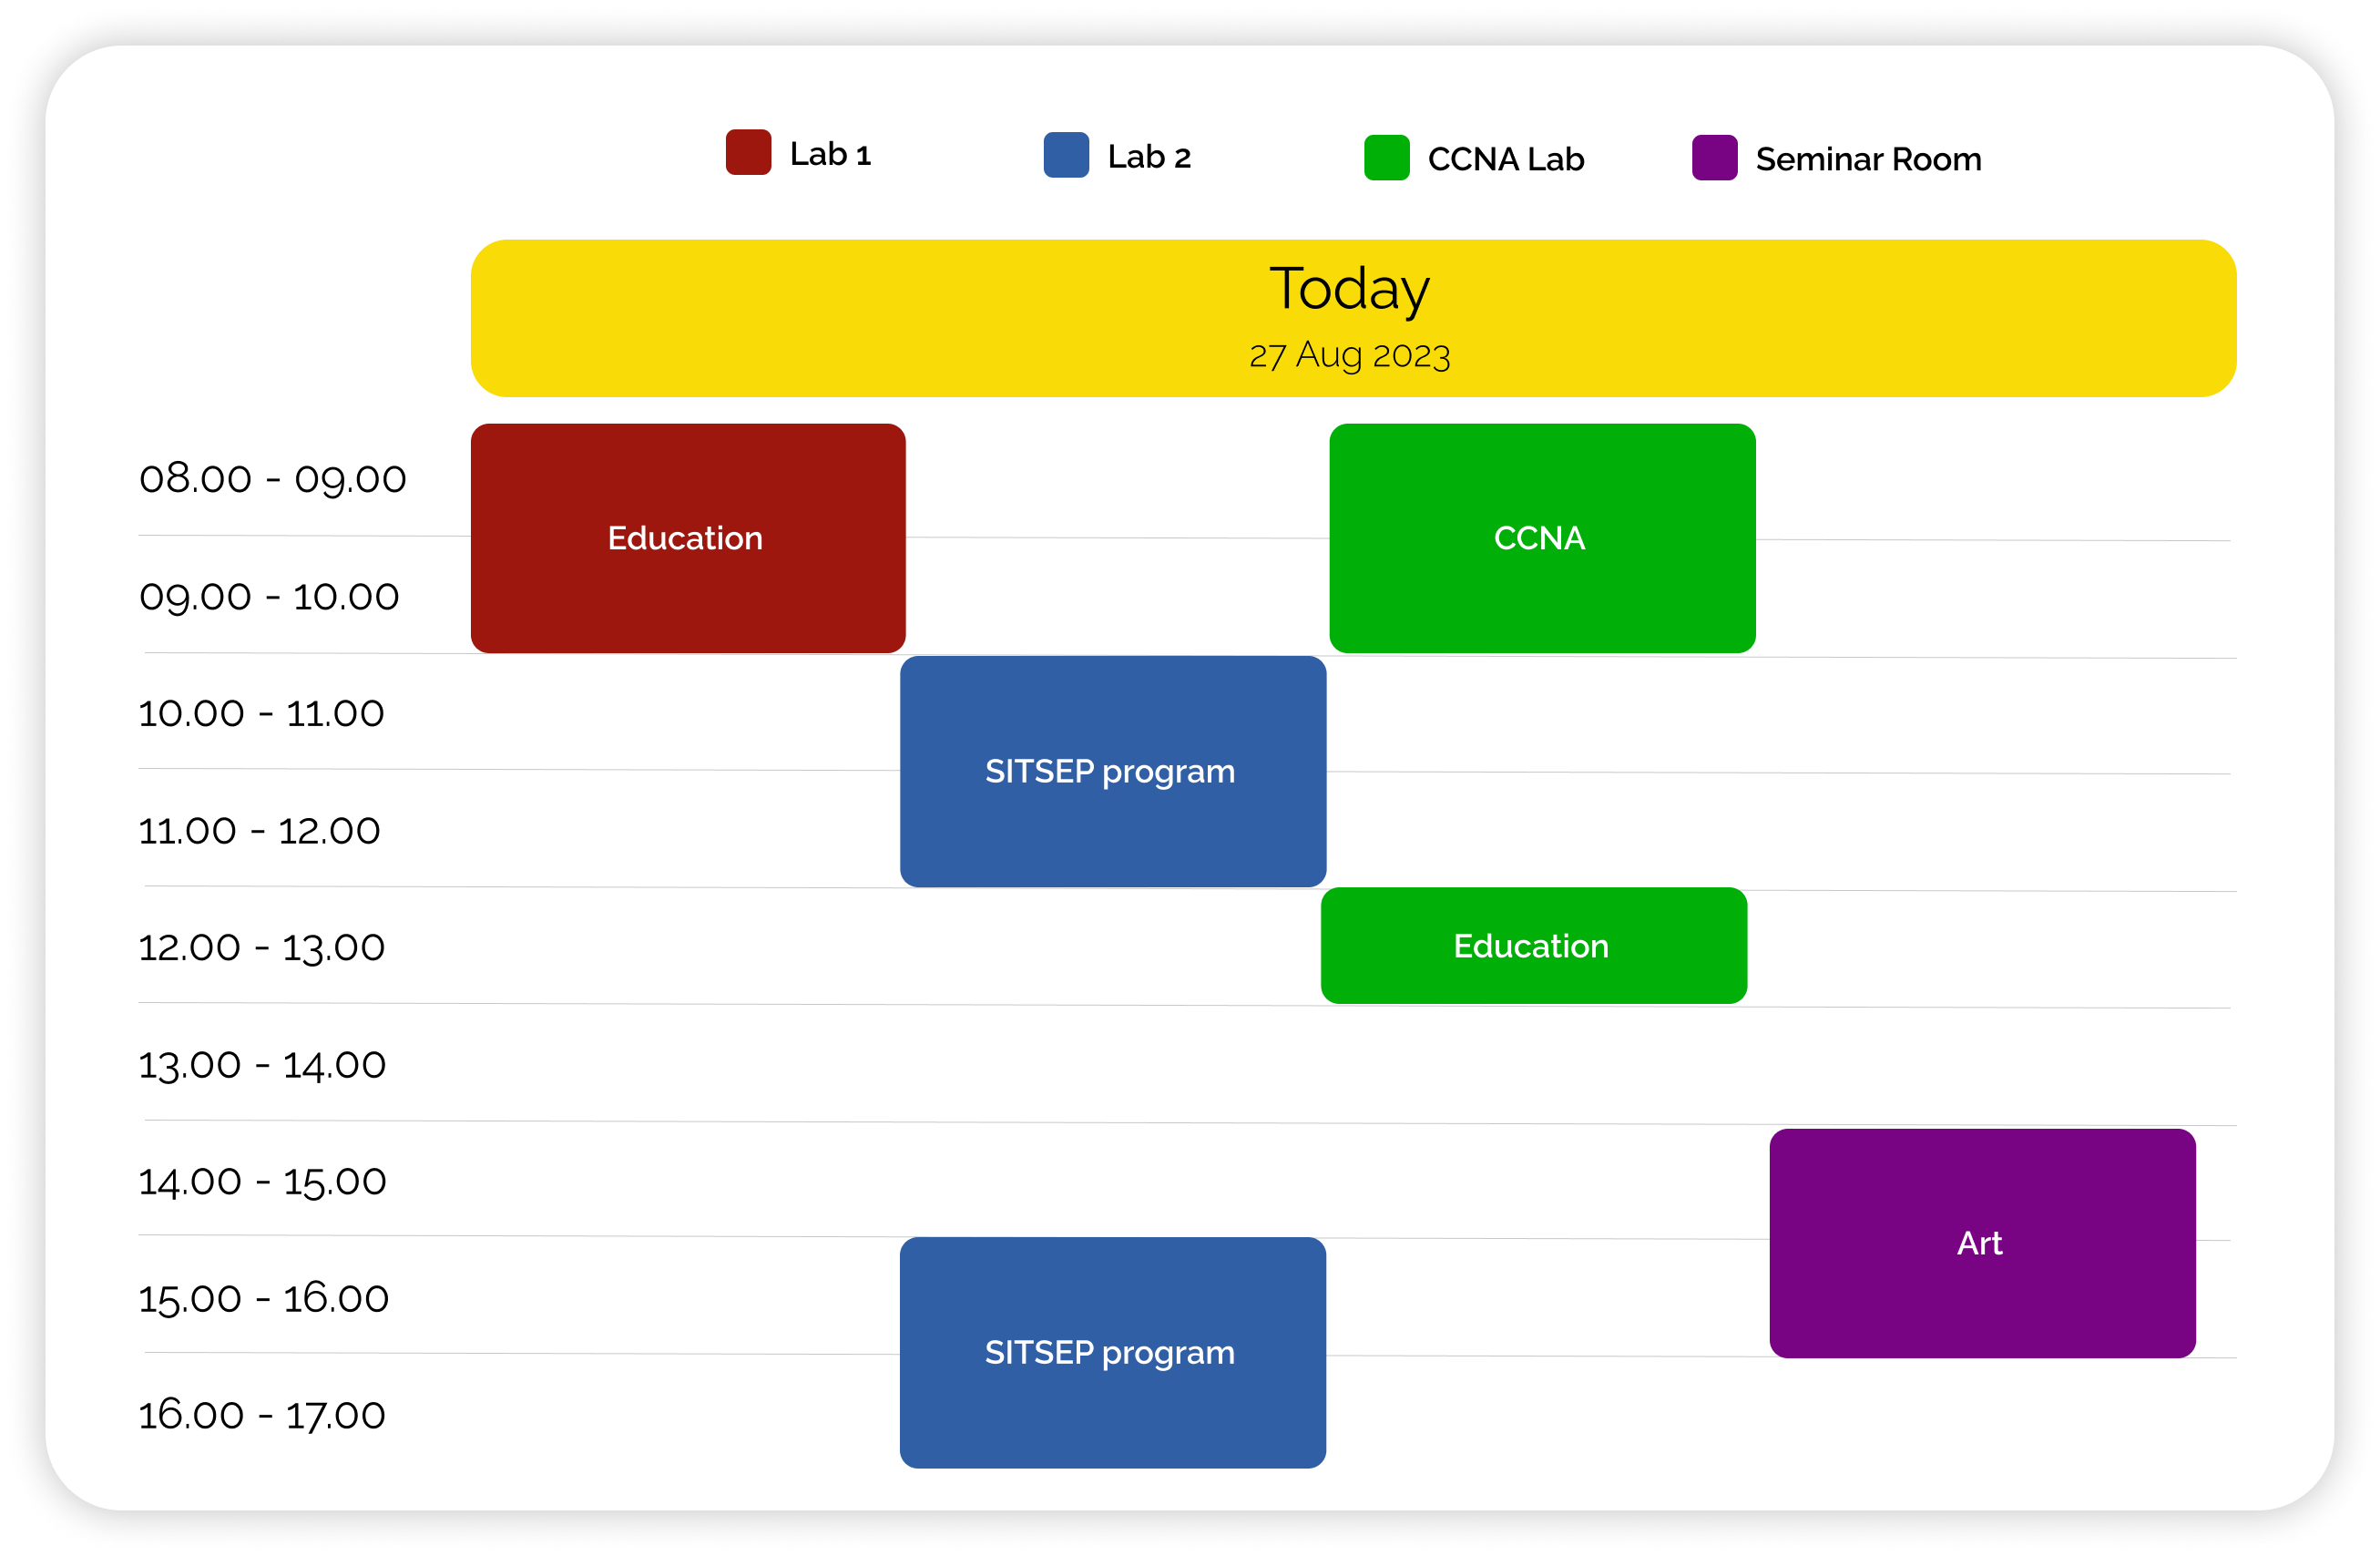 Lab 1
Lab 2
CCNA Lab
Seminar Room
Today
27 Aug 2023
08.00 - 09.00
Education
CCNA
09.00 - 10.00
10.00 - 11.00
SITSEP program
11.00 - 12.00
12.00 - 13.00
Education
13.00 - 14.00
14.00 - 15.00
Art
15.00 - 16.00
SITSEP program
16.00 - 17.00